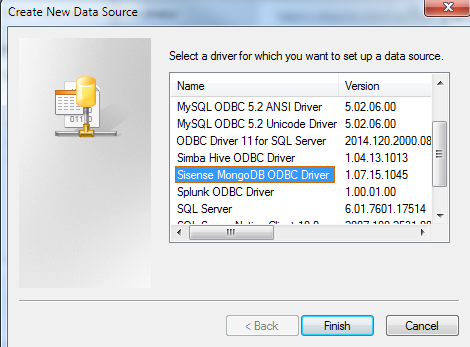 Create New Data Source
Select a driver for which you want to set up a data source.
Name Version
MySQL ODBC 5.2 ANSI Driver 5.02.06.00
MySQL ODBC 5.2 Unicode Driver 5.02.06.00
ODBC Driver 11 for SQL Server 2014.120.2000.08
Simba Hive ODBC Driver 1.04.13.1013
Sisense MongoDB ODBC Driver 1.07.15.1045
Splunk ODBC Driver 1.00.01.00
SQL Server 6.01.7601.17514
< Back Finish Cancel